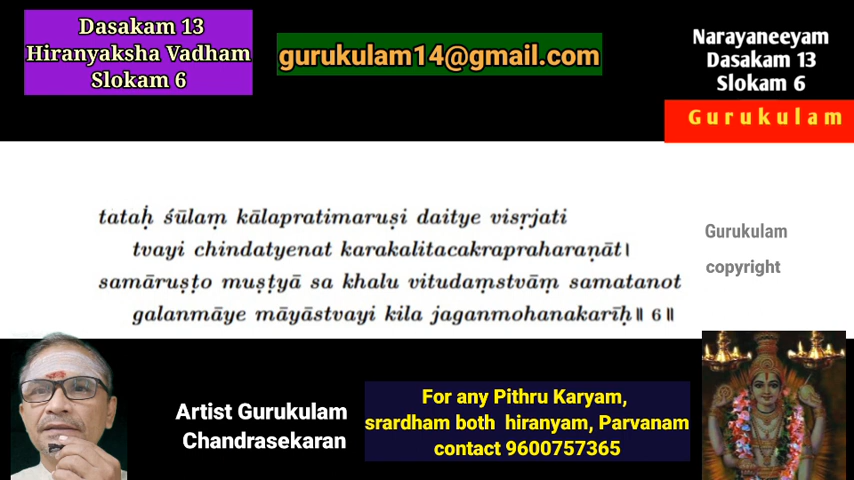 Dasakam 13
Hiranyaksha Vadham
Slokam 6
gurukulam14@gmail.com
Narayaneeyam
Dasakam 13
Slokam 6
Gurukulam
tataḥ śūlaṃ kālapratimaruṣi daitye visṛjati
tvayi chindatyenat karakalitacakrapraharaṇāt।
samāruṣṭo muṣṭyā sa khalu vitudaṃstvāṃ samatanot
galanmāye māyāstvayi kila jaganmohanakarīḥ॥ 6॥
Gurukulam
copyright
Artist Gurukulam
Chandrasekaran
For any Pithru Karyam,
srardham both hiranyam, Parvanam
contact 9600757365